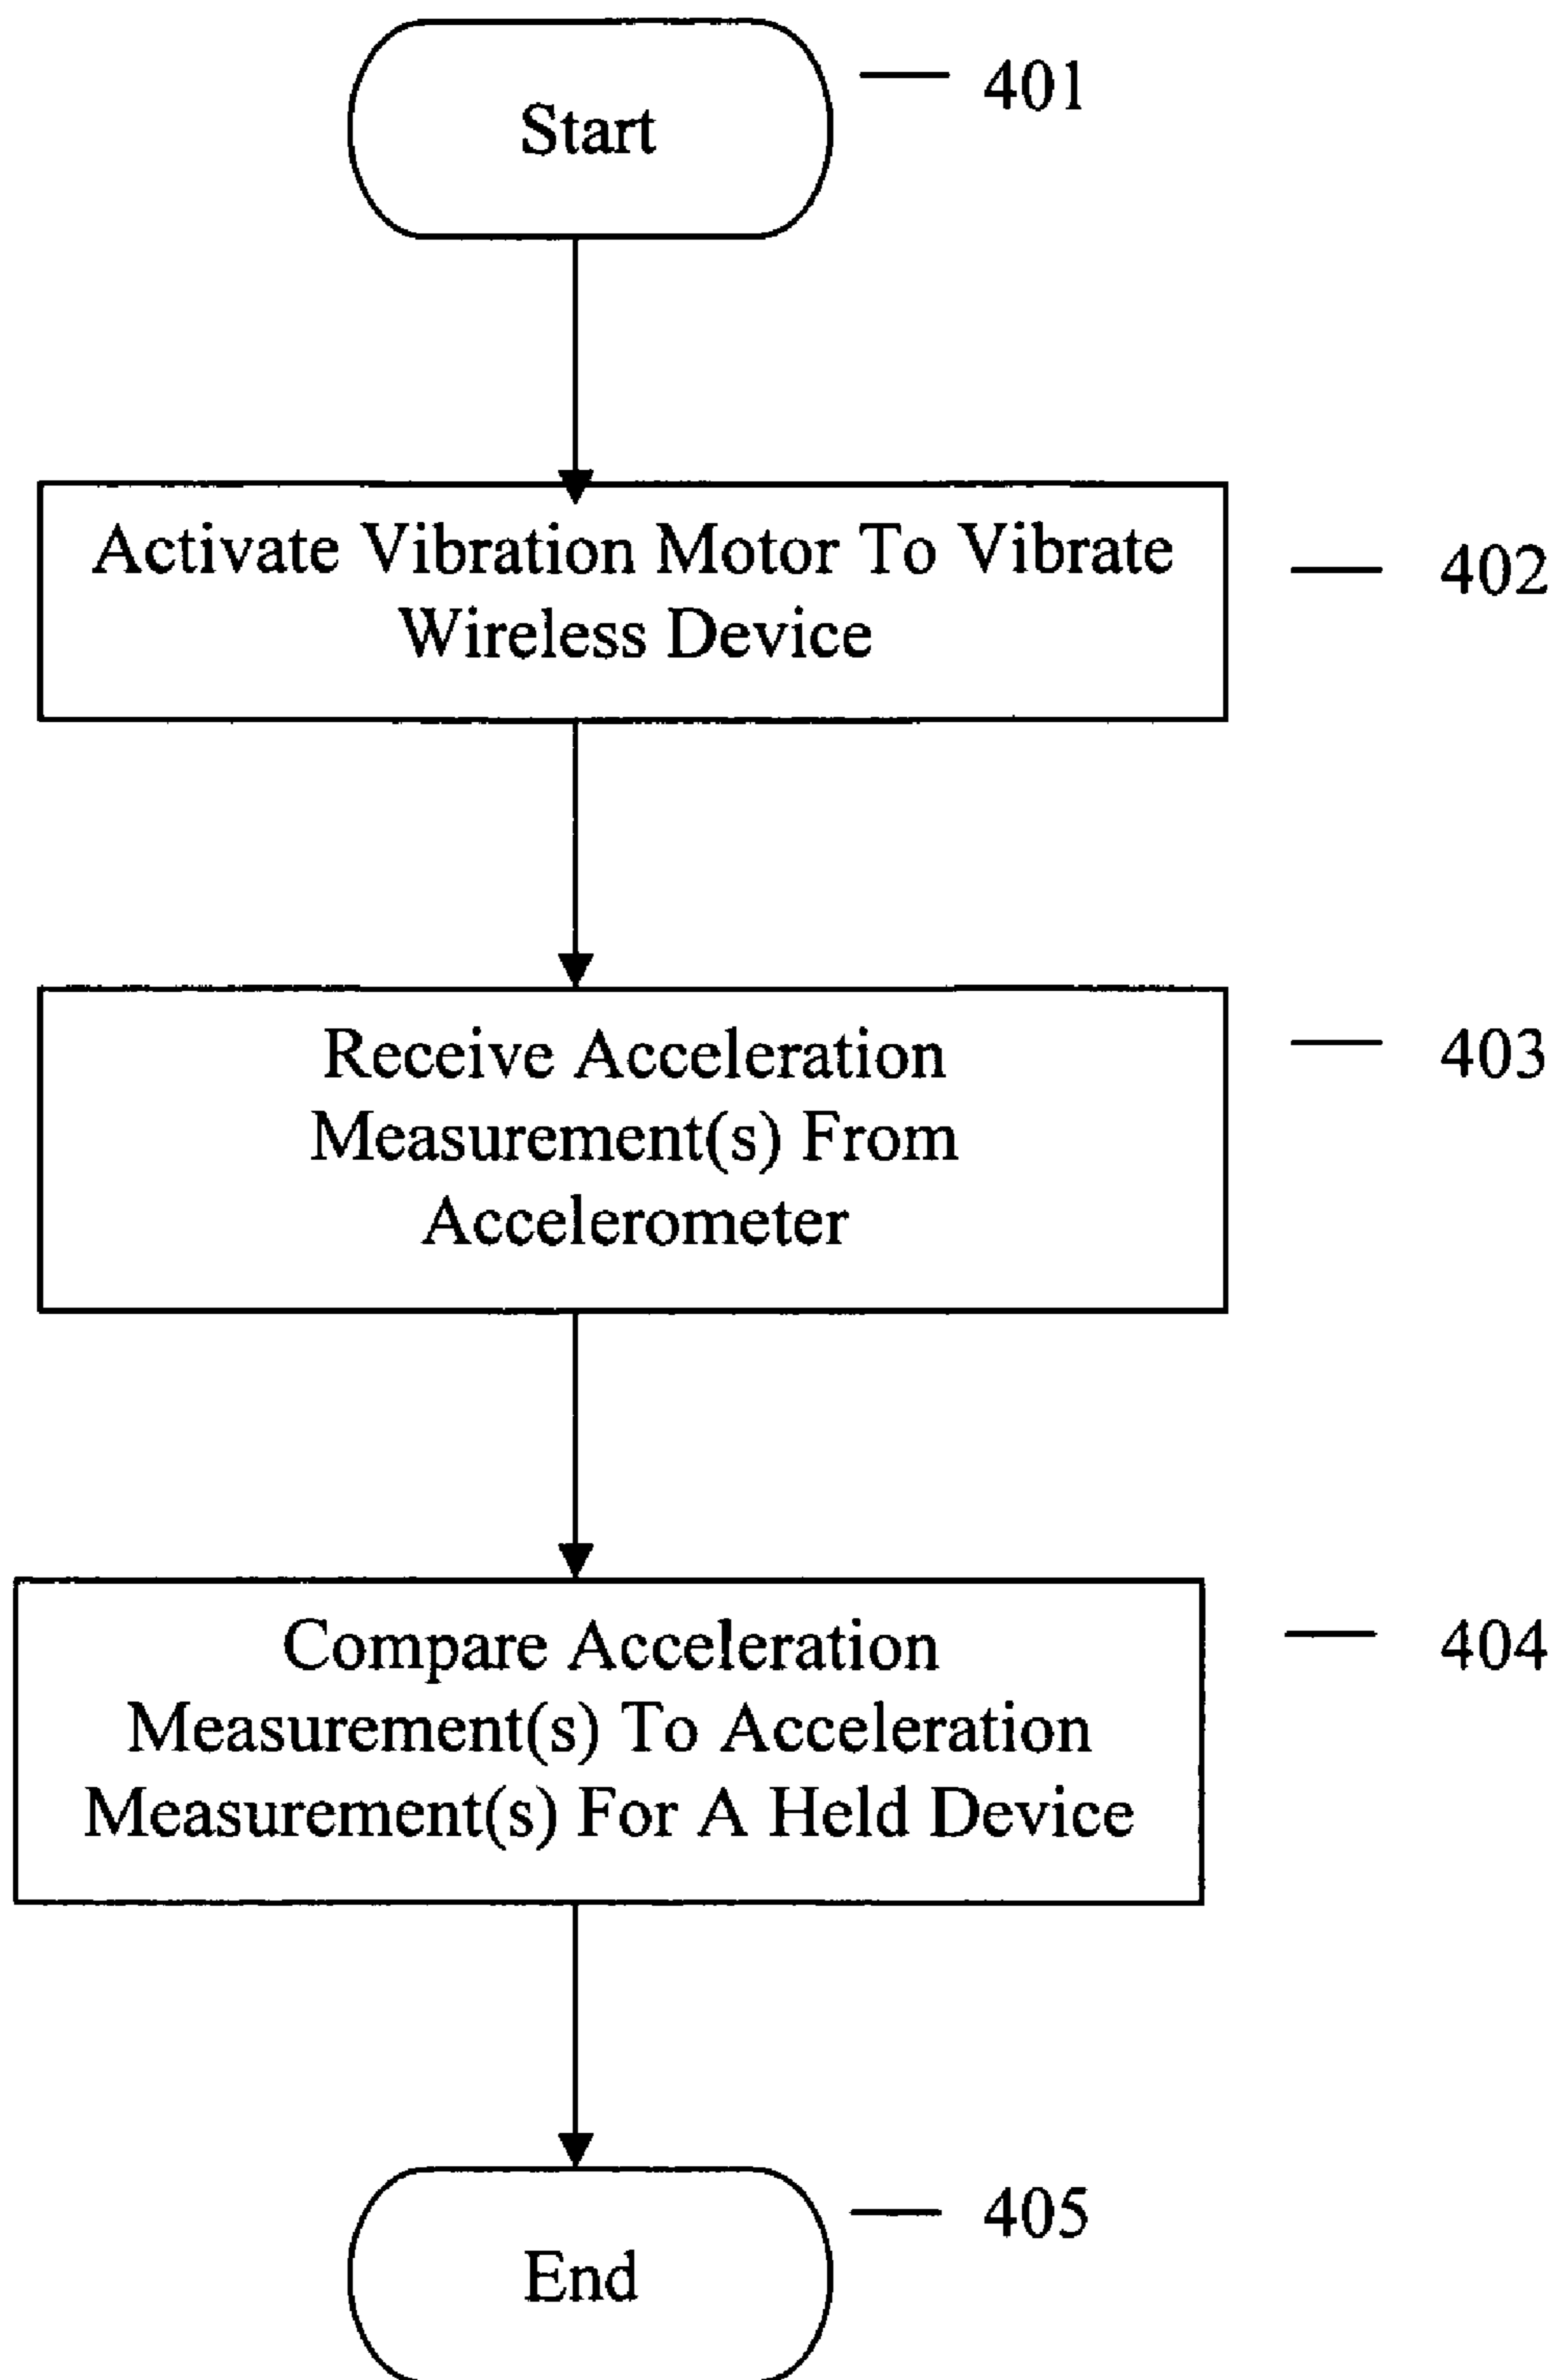 Start
401
Activate Vibration Motor To Vibrate
Wireless Device
402
Receive Acceleration
Measurement(s) From
Accelerometer
403
Compare Acceleration
Measurement(s) To Acceleration
Measurement(s) For A Held Device
404
End
405